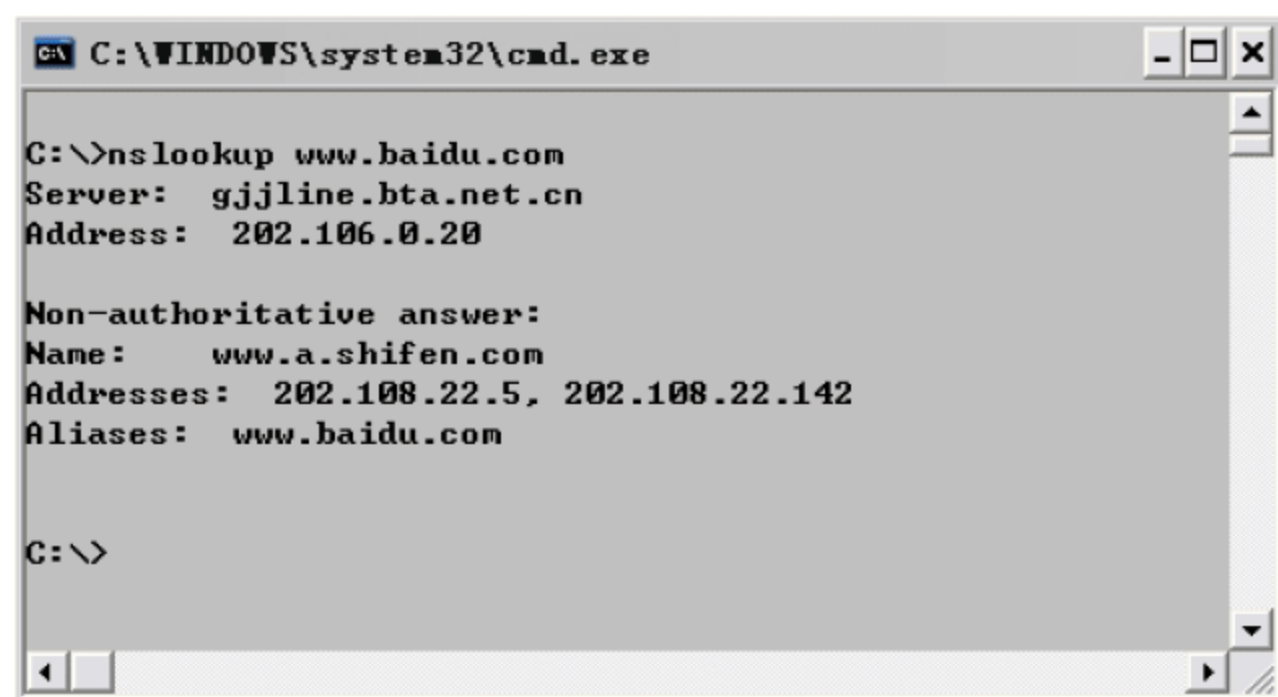 C:\WINDOWS\system32\cmd.exe
C:\>nslookup www.baidu.com
Server:  gjjline.bta.net.cn
Address:  202.106.0.20
Non-authoritative answer:
Name:    www.a.shifen.com
Addresses:  202.108.22.5, 202.108.22.142
Aliases:  www.baidu.com
C:\>